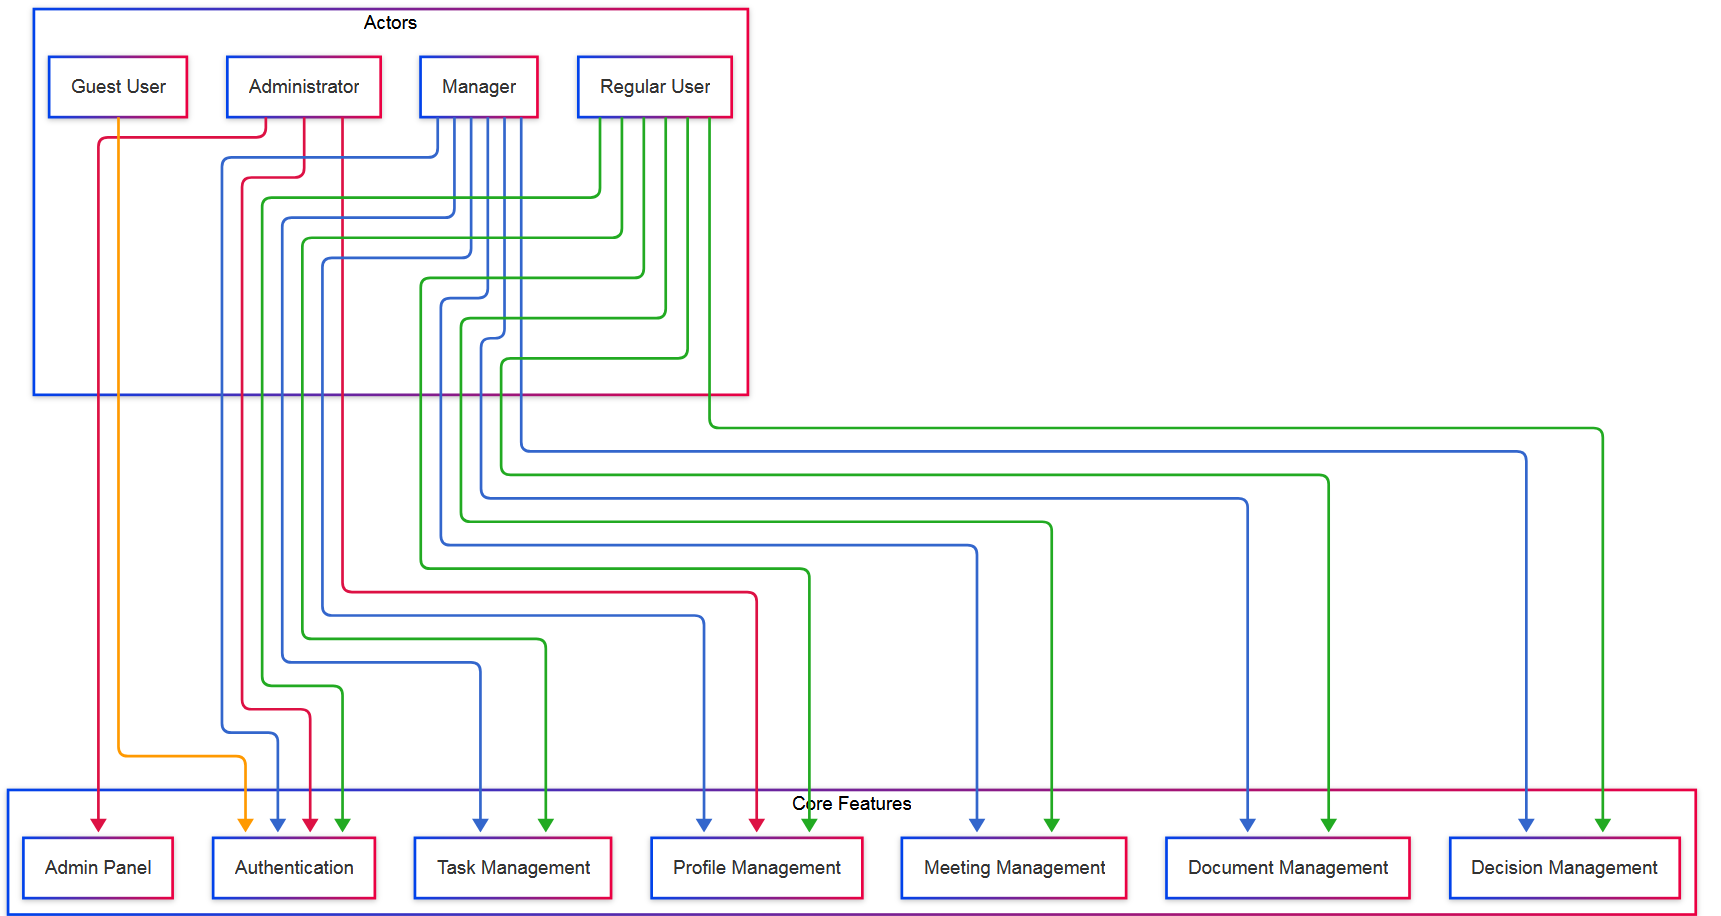 Actors
Guest User
Administrator
Manager
Regular User
Core Features
Admin Panel
Authentication
Task Management
Profile Management
Meeting Management
Document Management
Decision Management